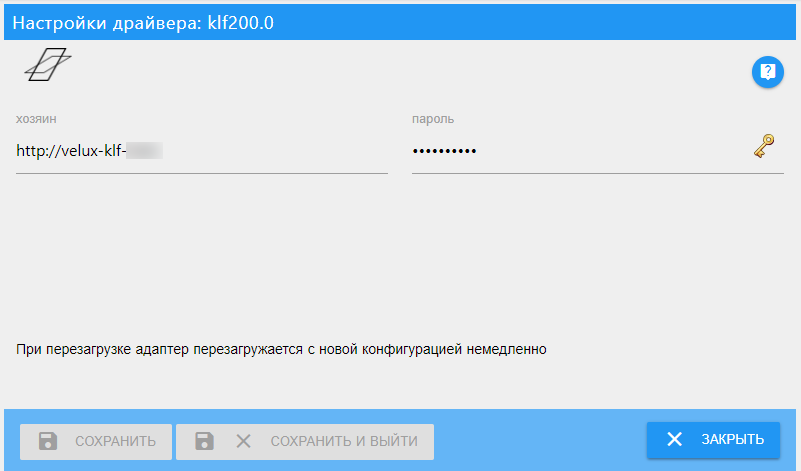 Настройки драйвера: klf200.0
хозяин
пароль
http://velux-klf-
••••••••••
При перезагрузке адаптер перезагружается с новой конфигурацией немедленно
СОХРАНИТЬ
СОХРАНИТЬ И ВЫЙТИ
ЗАКРЫТЬ